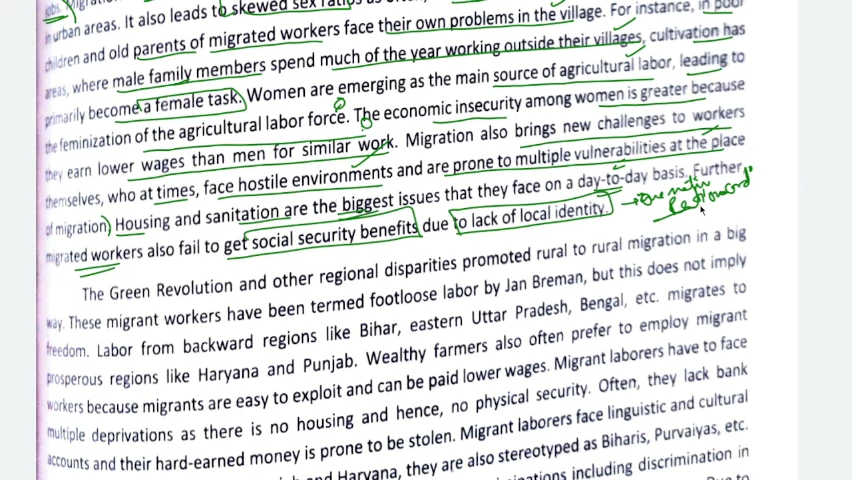 jobs. Migration
in urban areas. It also leads to skewed sex ratios as often,
children and old parents of migrated workers face their own problems in the village. For instance, in poor
areas, where male family members spend much of the year working outside their villages, cultivation has
primarily become a female task. Women are emerging as the main source of agricultural labor, leading to
the feminization of the agricultural labor force. The economic insecurity among women is greater because
they earn lower wages than men for similar work. Migration also brings new challenges to workers
themselves, who at times, face hostile environments and are prone to multiple vulnerabilities at the place
of migration) Housing and sanitation are the biggest issues that they face on a day-to-day basis. Further,
migrated workers also fail to get social security benefits due to lack of local identity.
One nation
The Green Revolution and other regional disparities promoted rural to rural migration in a big
way. These migrant workers have been termed footloose labor by Jan Breman, but this does not imply
freedom. Labor from backward regions like Bihar, eastern Uttar Pradesh, Bengal, etc. migrates to
prosperous regions like Haryana and Punjab. Wealthy farmers also often prefer to employ migrant
workers because migrants are easy to exploit and can be paid lower wages. Migrant laborers have to face
multiple deprivations as there is no housing and hence, no physical security. Often, they lack bank
accounts and their hard-earned money is prone to be stolen. Migrant laborers face linguistic and cultural
and Haryana, they are also stereotyped as Biharis, Purvaiyas, etc.
including discrimination in
Due to